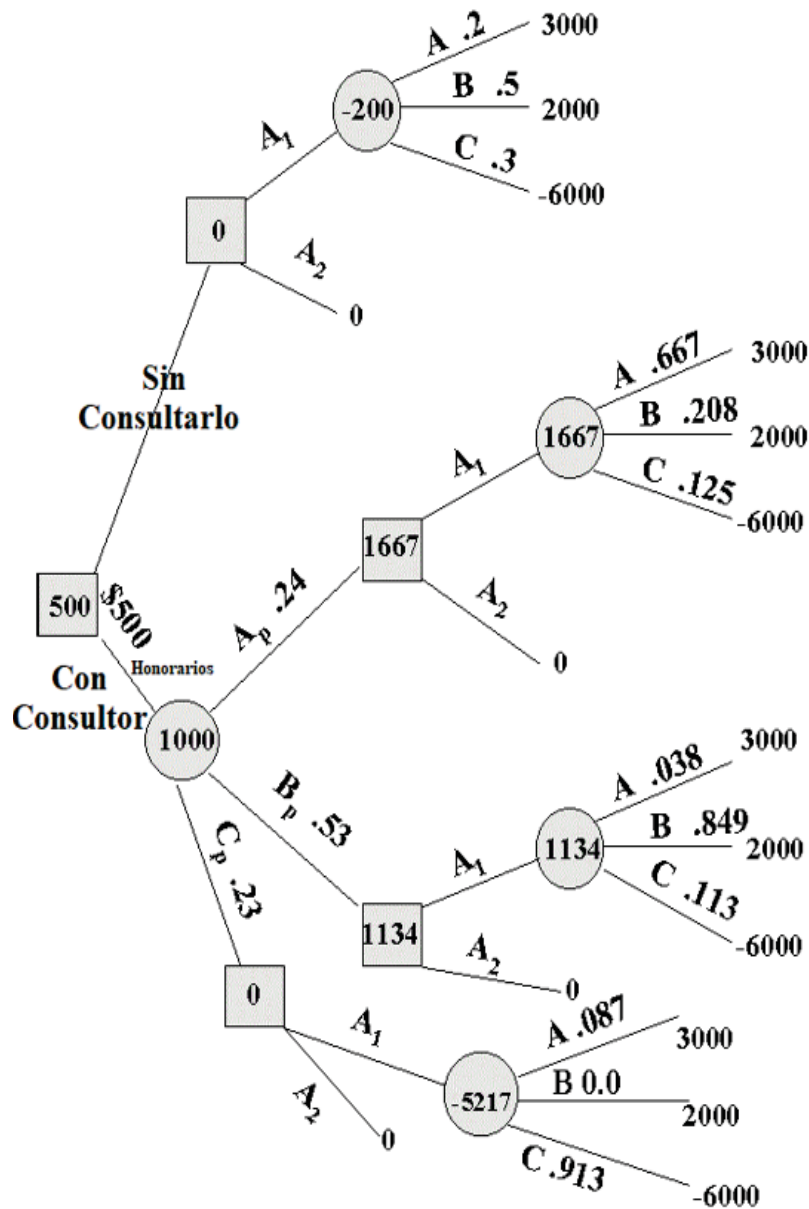 A .2
3000
-200
B .5
2000
C .3
-6000
A1
0
A2
0
Sin
Consultarlo
A .667
3000
1667
B .208
2000
C .125
-6000
A1
1667
A2
0
500
$500
Honorarios
Con
Consultor
1000
Ap .24
Bp .53
Cp .23
A .038
3000
1134
B .849
2000
C .113
-6000
A1
1134
A2
0
0
A1
A2
0
A .087
3000
-5217
B 0.0
2000
C .913
-6000